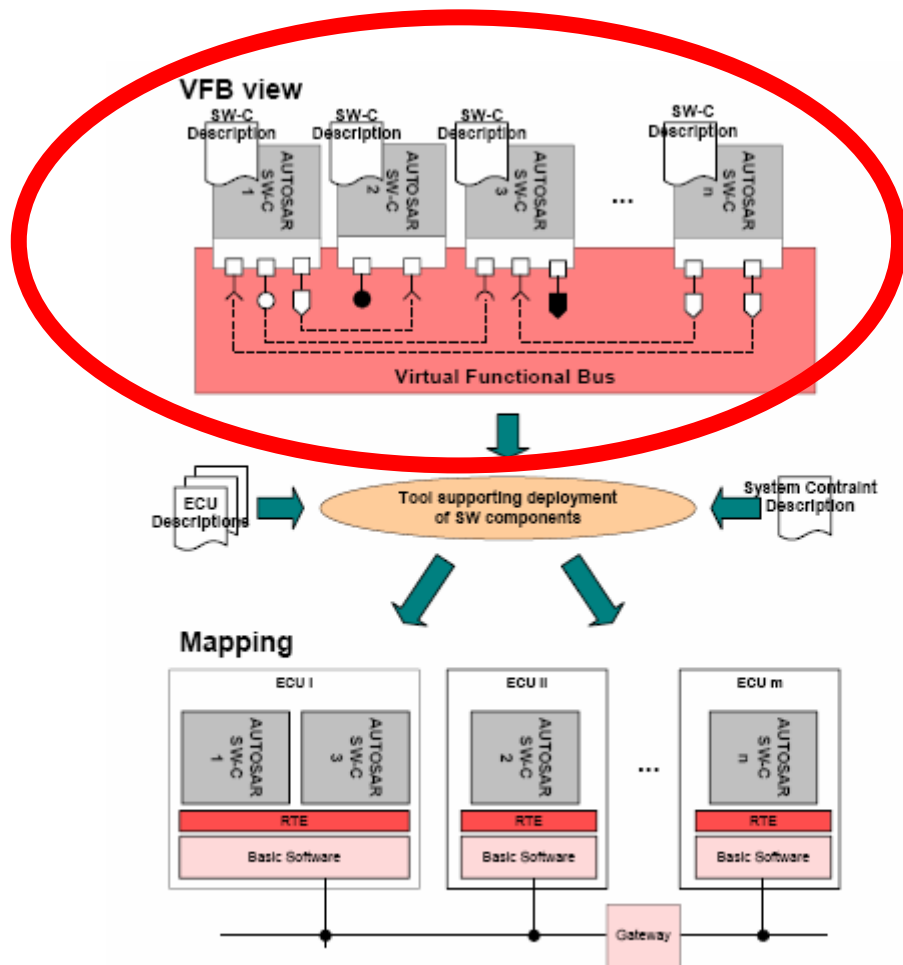 VFB view
SW-C
Description
SW-C
Description
SW-C
Description
SW-C
Description
AUTOSAR
SW-C
1
AUTOSAR
SW-C
2
AUTOSAR
SW-C
3
...
AUTOSAR
SW-C
n
Virtual Functional Bus
ECU
Descriptions
Tool supporting deployment
of SW components
System Contraint
Description
Mapping
ECU I
ECU II
ECU m
AUTOSAR
SW-C
1
AUTOSAR
SW-C
3
AUTOSAR
SW-C
2
...
AUTOSAR
SW-C
n
RTE
RTE
RTE
Basic Software
Basic Software
Basic Software
Gateway